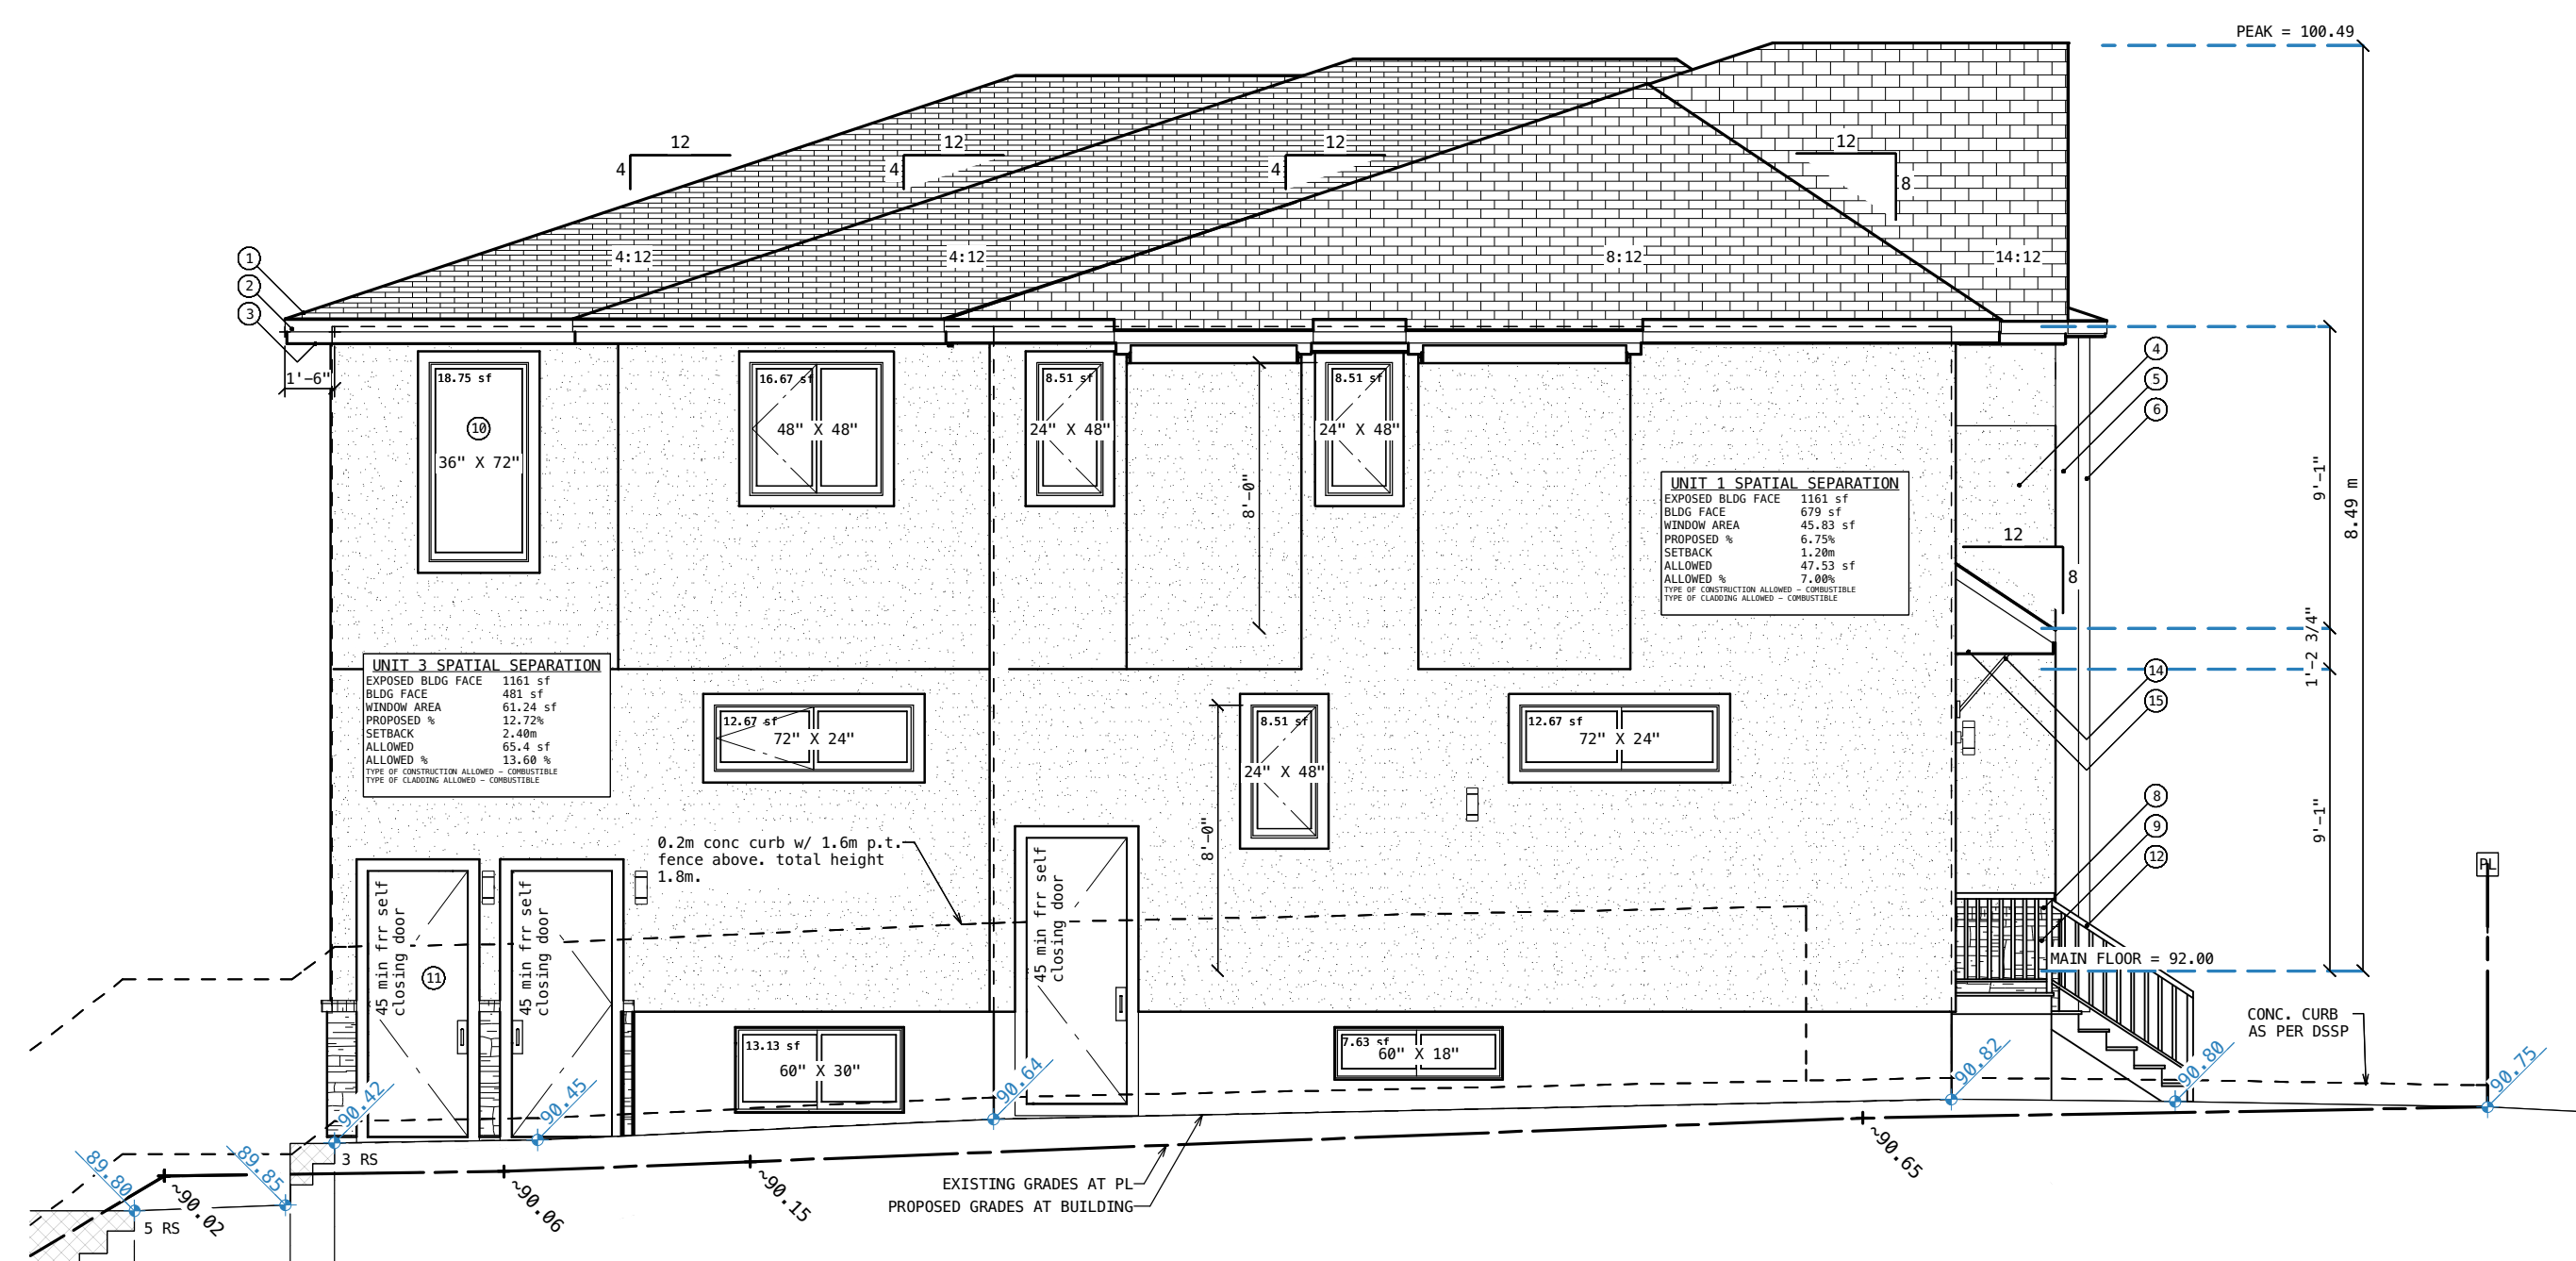 PEAK = 100.49
12
4
12
4
12
4
12
8
4:12
4:12
8:12
14:12
1
2
3
1'-6"
4
5
6
18.75 sf
10
36" X 72"
16.67 sf
48" X 48"
8.51 sf
24" X 48"
8'-0"
8.51 sf
24" X 48"
UNIT 1 SPATIAL SEPARATION
EXPOSED BLDG FACE 1161 sf
BLDG FACE 679 sf
WINDOW AREA 45.83 sf
PROPOSED % 6.75%
SETBACK 1.20m
ALLOWED 47.53 sf
ALLOWED % 7.00%
TYPE OF CONSTRUCTION ALLOWED - COMBUSTIBLE
TYPE OF CLADDING ALLOWED - COMBUSTIBLE
12
8
9'-1"
8.49 m
1'-2 3/4"
9'-1"
UNIT 3 SPATIAL SEPARATION
EXPOSED BLDG FACE 1161 sf
BLDG FACE 481 sf
WINDOW AREA 61.24 sf
PROPOSED % 12.72%
SETBACK 2.40m
ALLOWED 65.4 sf
ALLOWED % 13.60 %
TYPE OF CONSTRUCTION ALLOWED - COMBUSTIBLE
TYPE OF CLADDING ALLOWED - COMBUSTIBLE
12.67 sf
72" X 24"
8'-0"
8.51 sf
24" X 48"
12.67 sf
72" X 24"
14
15
8
9
12
PL
0.2m conc curb w/ 1.6m p.t.
fence above. total height
1.8m.
45 min frr self
closing door
11
45 min frr self
closing door
45 min frr self
closing door
MAIN FLOOR = 92.00
CONC. CURB
AS PER DSSP
13.13 sf
60" X 30"
7.63 sf
60" X 18"
90.42
90.45
90.64
90.82
90.80
90.75
89.80
89.85
3 RS
5 RS
~90.02
~90.06
~90.15
~90.65
EXISTING GRADES AT PL
PROPOSED GRADES AT BUILDING